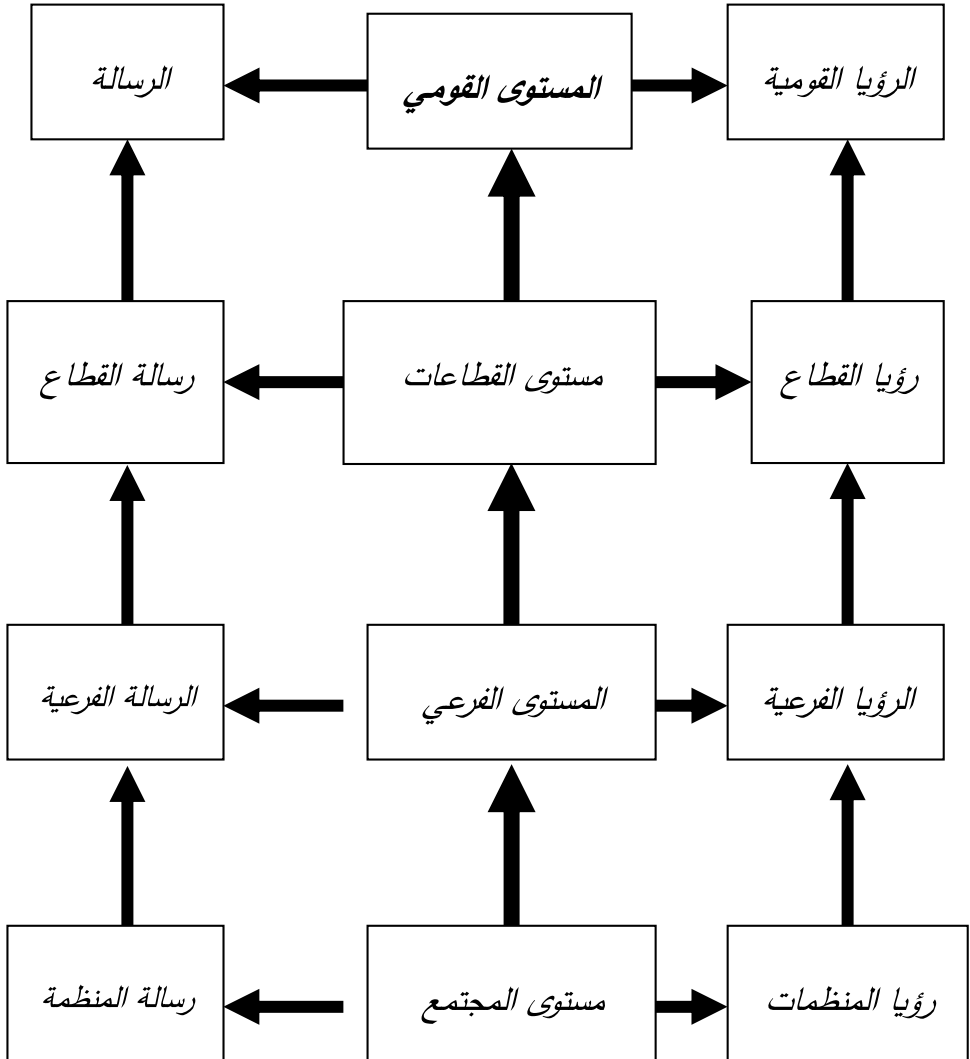 الرؤيا القومية
المستوى القومي
الرسالة
رؤيا القطاع
مستوى القطاعات
رسالة القطاع
الرؤيا الفرعية
المستوى الفرعي
الرسالة الفرعية
رؤيا المنظمات
مستوى المجتمع
رسالة المنظمة